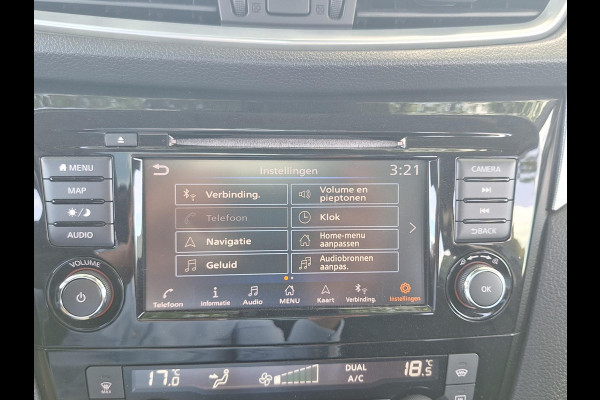 MENU
MAP
AUDIO
VOLUME
Instellingen 3:21
Verbinding.
Volume en
pieptonen
Telefoon
Klok
Navigatie
Home-menu
aanpassen
Geluid
Audiobronnen
aanpas.
Telefoon Informatie Audio MENU Kaart Verbinding. Instellingen
CAMERA
BACK
OK
MAX
17.0 °C
DUAL
A/C
18.5 °C